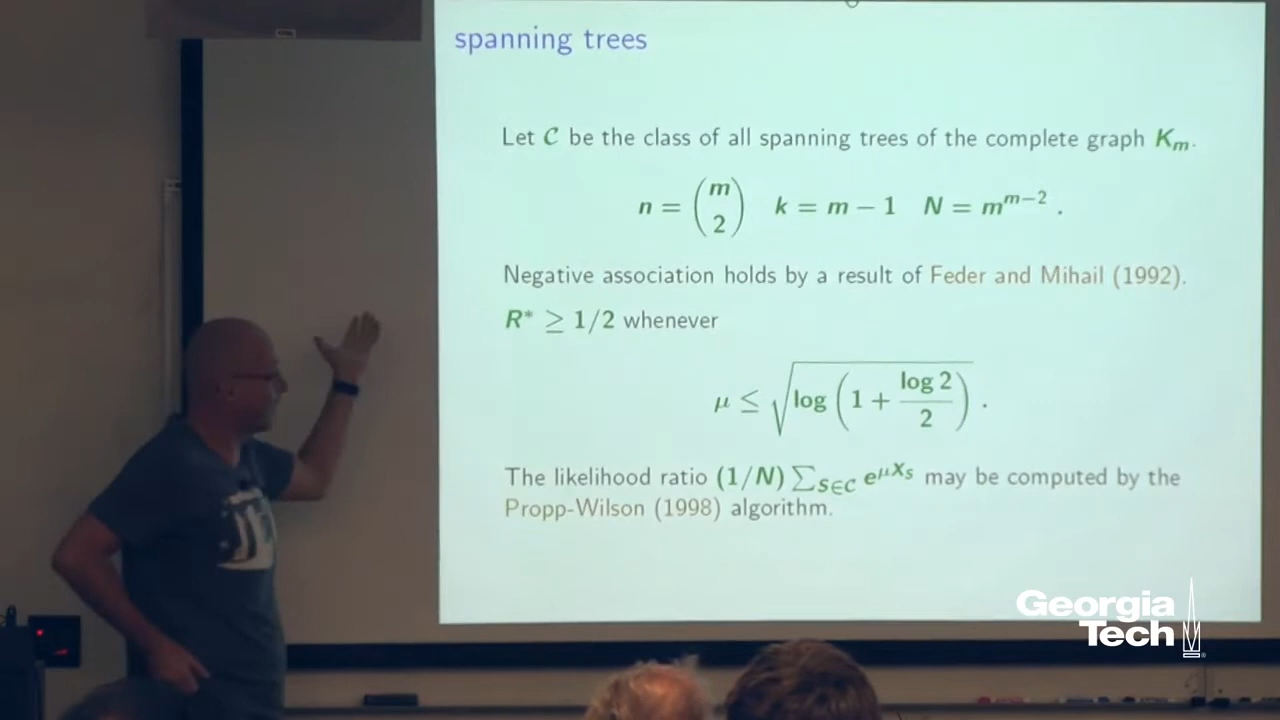 spanning trees
Let C be the class of all spanning trees of the complete graph Kₘ.
n = (m 2) k = m − 1 N = mᵐ⁻² .
Negative association holds by a result of Feder and Mihail (1992).
R* ≥ 1/2 whenever
μ ≤ √log (1 + log 2 / 2) .
The likelihood ratio (1/N) ∑_{S∈C} e^{μX_S} may be computed by the
Propp-Wilson (1998) algorithm.
Georgia
Tech